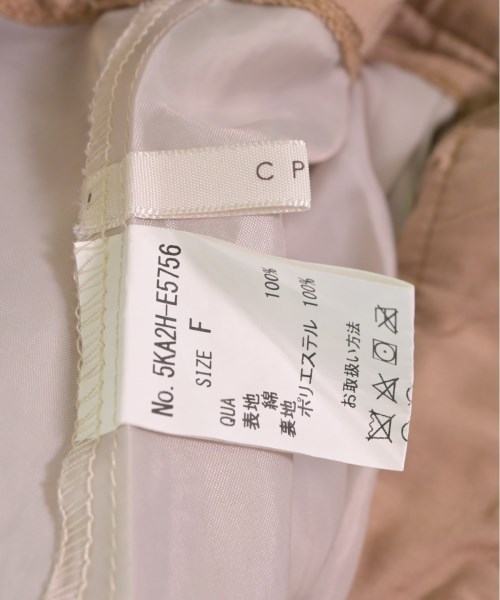 C P
No. 5KA2H-E5756
SIZE F
QUA
表地
綿 100%
裏地
ポリエステル 100%
お取扱い方法